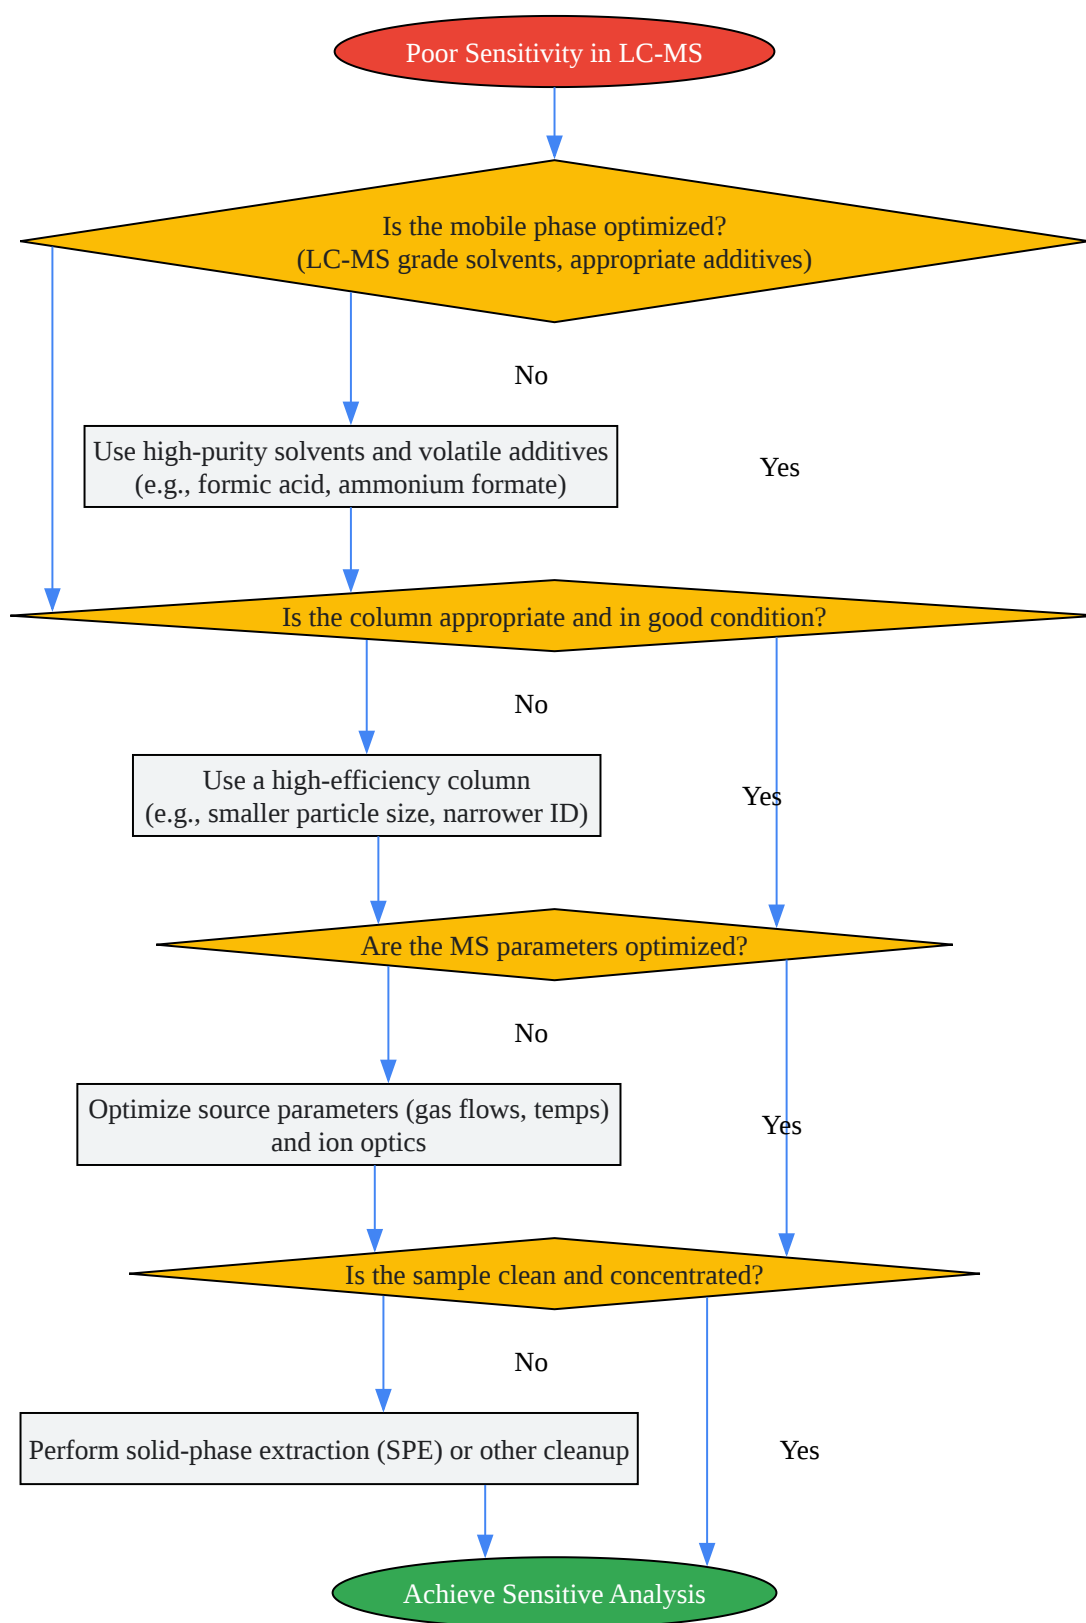 Poor Sensitivity in LC-MS
Is the mobile phase optimized?
(LC-MS grade solvents, appropriate additives)
No
Use high-purity solvents and volatile additives
(e.g., formic acid, ammonium formate)
Yes
Is the column appropriate and in good condition?
No
Use a high-efficiency column
(e.g., smaller particle size, narrower ID)
Yes
Are the MS parameters optimized?
No
Optimize source parameters (gas flows, temps)
and ion optics
Yes
Is the sample clean and concentrated?
No
Perform solid-phase extraction (SPE) or other cleanup
Yes
Achieve Sensitive Analysis